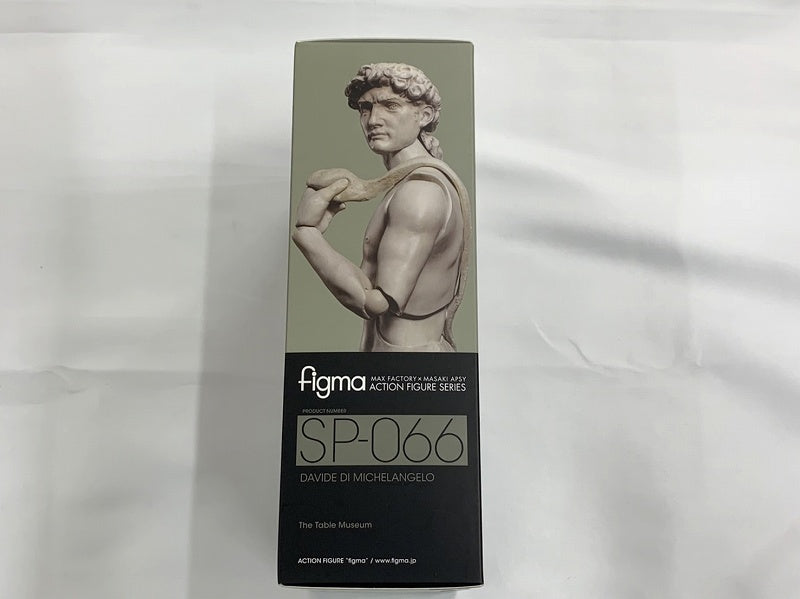 figma MAX FACTORY × MASAKI APSY
ACTION FIGURE SERIES
PRODUCT NUMBER
SP-066
DAVIDE DI MICHELANGELO
The Table Museum
ACTION FIGURE "figma" / www.figma.jp